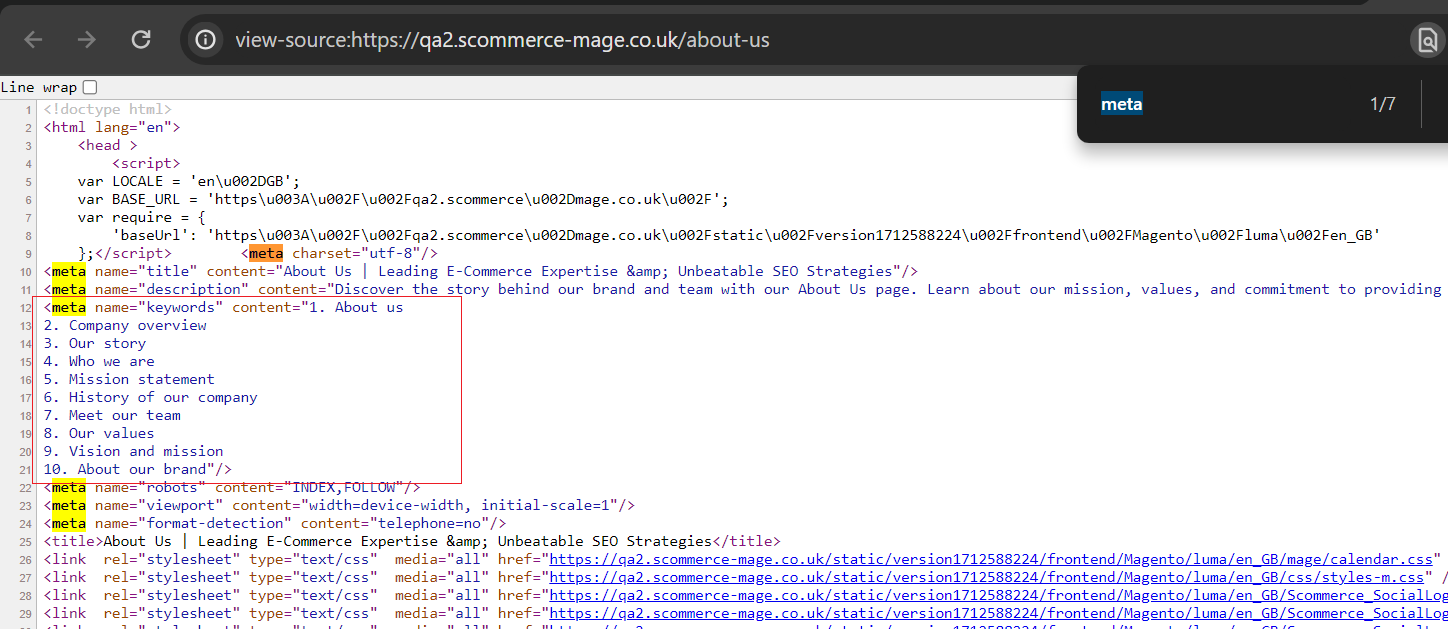 view-source:https://qa2.scommerce-mage.co.uk/about-us
meta 1/7
Line wrap
1 <!doctype html>
2 <html lang="en">
3 <head >
4 <script>
5 var LOCALE = 'en\u002DGB';
6 var BASE_URL = 'https\u003A\u002F\u002Fqa2.scommerce\u002Dmage.co.uk\u002F';
7 var require = {
8 'baseUrl': 'https\u003A\u002F\u002Fqa2.scommerce\u002Dmage.co.uk\u002Fstatic\u002Fversion1712588224\u002Ffrontend\u002FMagento\u002Fluma\u002Fen_GB'
9 };</script> <meta charset="utf-8"/>
10 <meta name="title" content="About Us | Leading E-Commerce Expertise &amp; Unbeatable SEO Strategies"/>
11 <meta name="description" content="Discover the story behind our brand and team with our About Us page. Learn about our mission, values, and commitment to providing
12 <meta name="keywords" content="1. About us
13 2. Company overview
14 3. Our story
15 4. Who we are
16 5. Mission statement
17 6. History of our company
18 7. Meet our team
19 8. Our values
20 9. Vision and mission
21 10. About our brand"/>
22 <meta name="robots" content="INDEX,FOLLOW"/>
23 <meta name="viewport" content="width=device-width, initial-scale=1"/>
24 <meta name="format-detection" content="telephone=no"/>
25 <title>About Us | Leading E-Commerce Expertise &amp; Unbeatable SEO Strategies</title>
26 <link rel="stylesheet" type="text/css" media="all" href="https://qa2.scommerce-mage.co.uk/static/version1712588224/frontend/Magento/luma/en_GB/mage/calendar.css"
27 <link rel="stylesheet" type="text/css" media="all" href="https://qa2.scommerce-mage.co.uk/static/version1712588224/frontend/Magento/luma/en_GB/css/styles-m.css" /
28 <link rel="stylesheet" type="text/css" media="all" href="https://qa2.scommerce-mage.co.uk/static/version1712588224/frontend/Magento/luma/en_GB/Scommerce_SocialLog
29 <link rel="stylesheet" type="text/css" media="all" href="https://qa2.scommerce-mage.co.uk/static/version1712588224/frontend/Magento/luma/en_GB/Scommerce_SocialLog